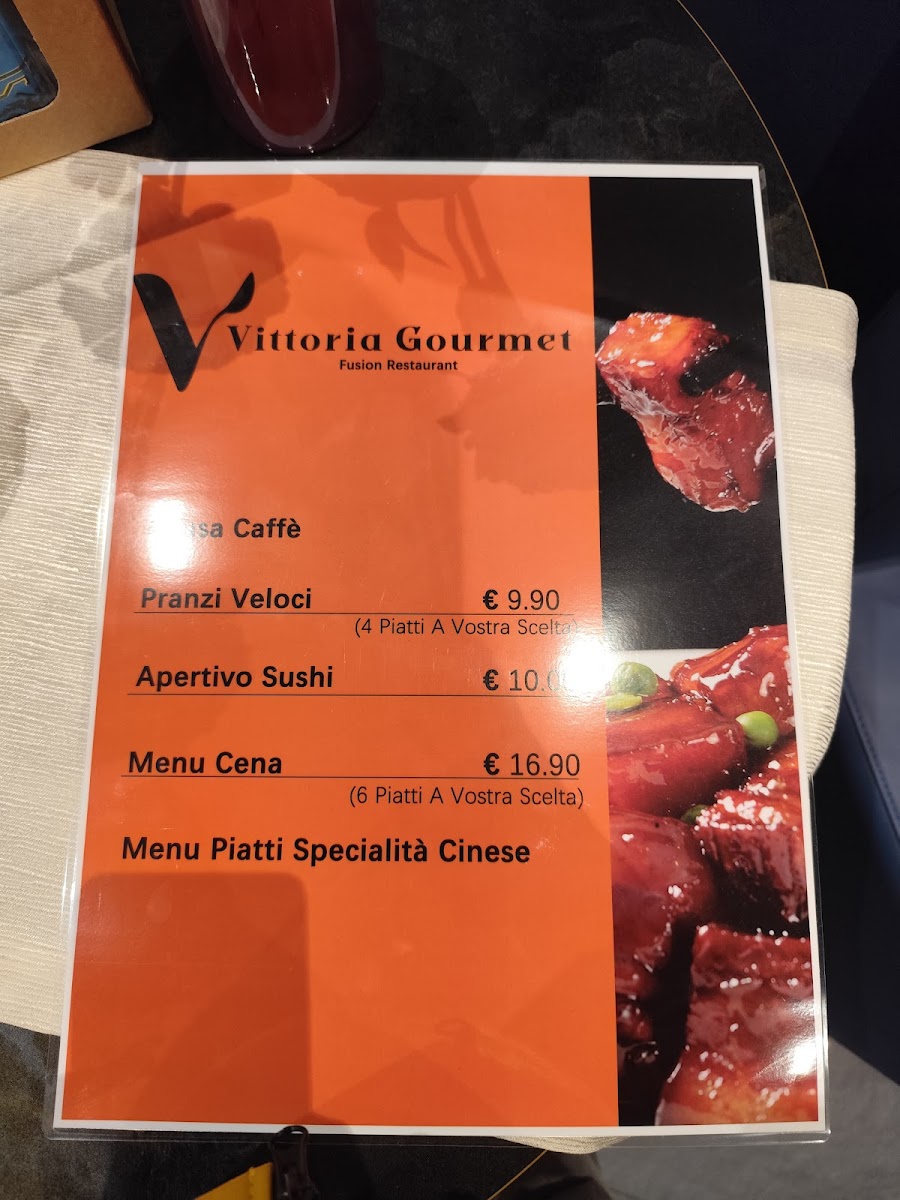 Vittoria Gourmet
Fusion Restaurant
Caffè
Pranzi Veloci € 9.90
(4 Piatti A Vostra Scelta)
Apertivo Sushi €
Menu Cena € 16.90
(6 Piatti A Vostra Scelta)
Menu Piatti Specialità Cinese